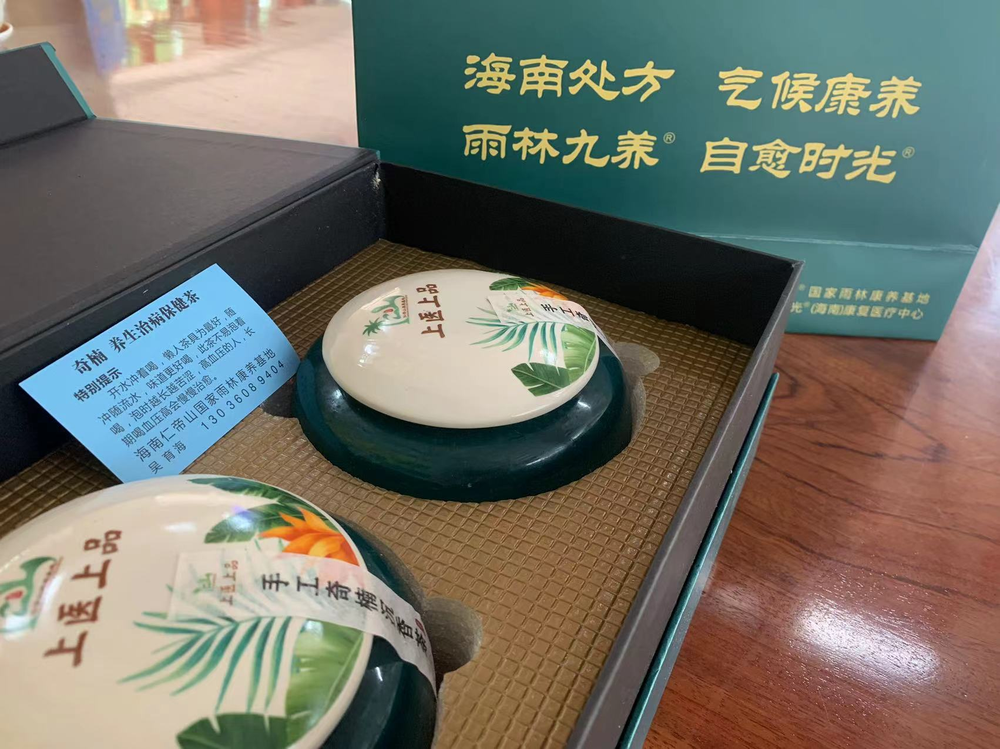 海南处方 气候康养
雨林九养® 自愈时光®
® 国家雨林康养基地
光®(海南)康复医疗中心
奇楠 养生治病保健茶
特别提示
开水冲着喝，懒人茶具为最好，随
冲随流水，味道更好喝，此茶不易泡着
喝，泡时越长越苦涩，高血压的人，长
期喝血压高会慢慢治愈。
海南仁帝山国家雨林康养基地
吴育海 13036089404
上医上品
上医上品
手工奇
上医上品
上医上品
手工奇楠沉香茶